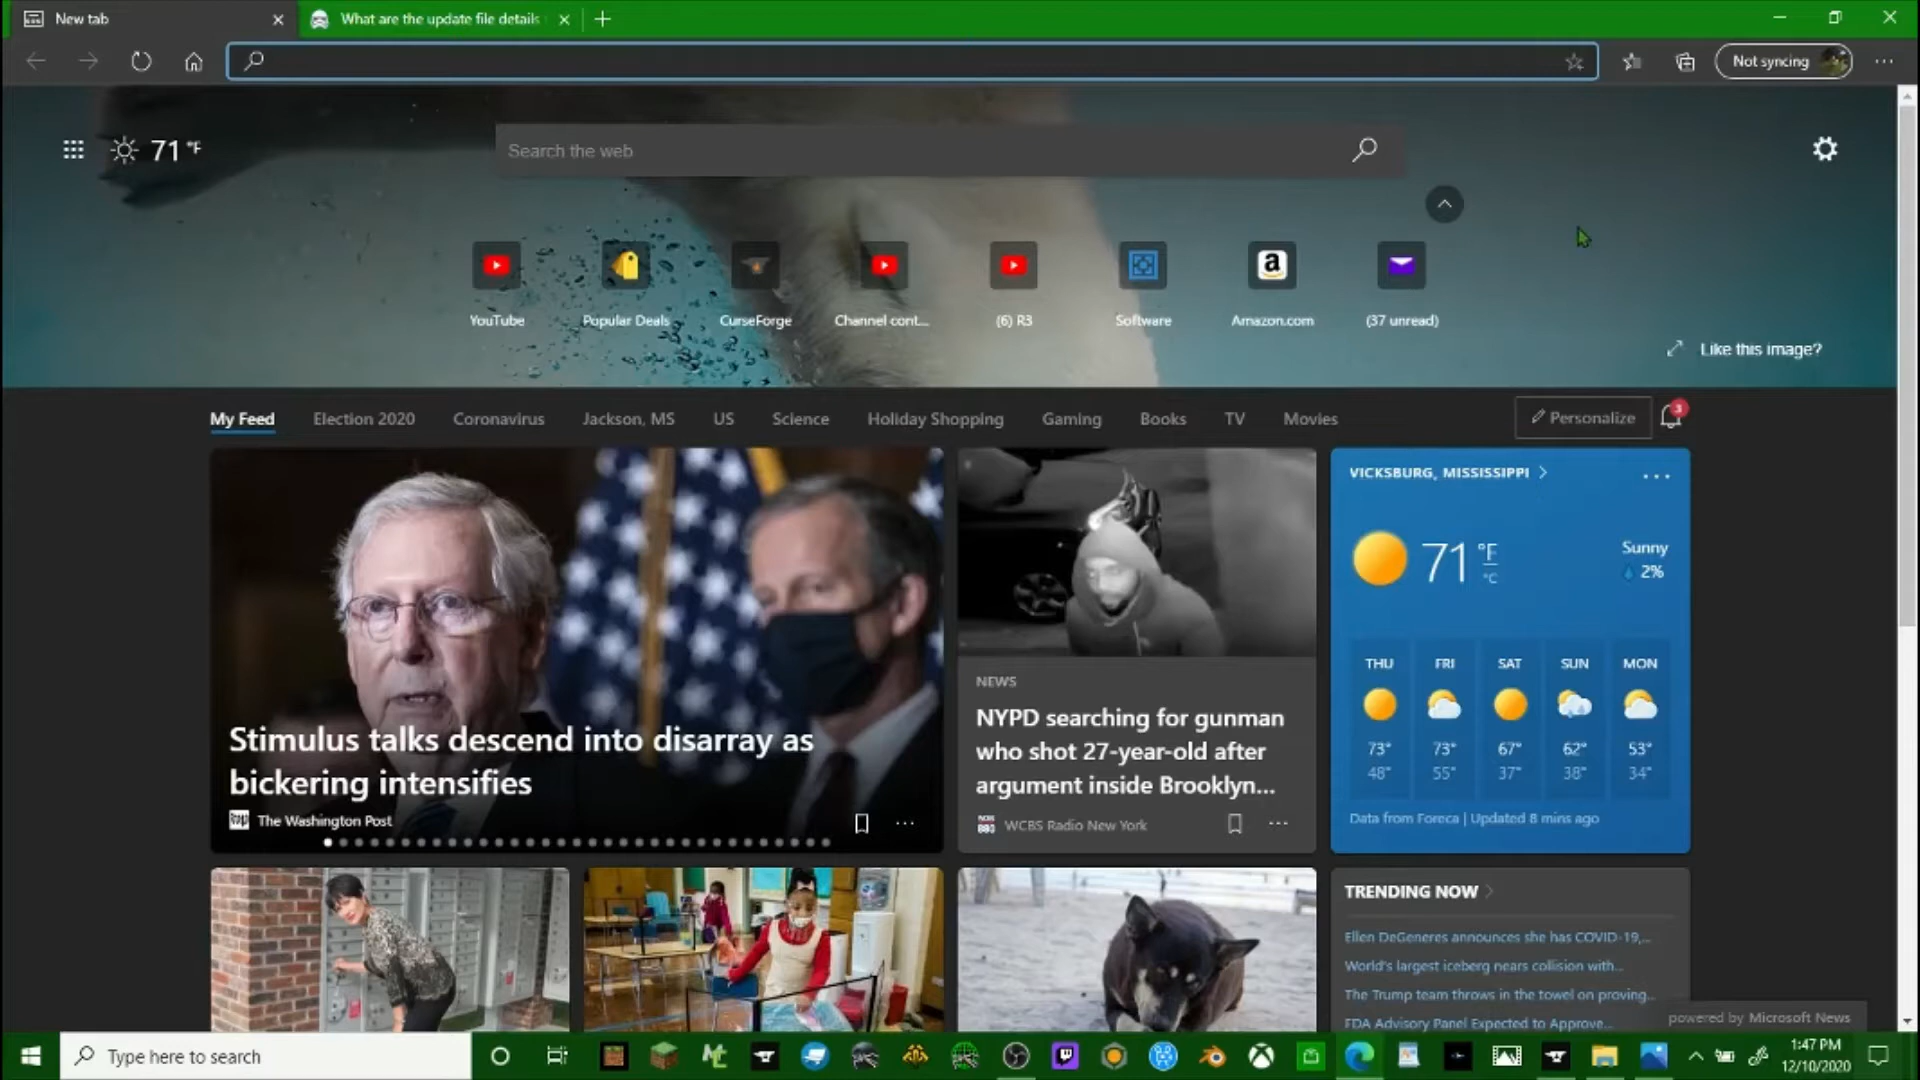 New tab
What are the update file details
Not syncing
71 °F
Search the web
YouTube
Popular Deals
CurseForge
Channel cont...
(6) R3
Software
Amazon.com
(37 unread)
Like this image?
My Feed
Election 2020
Coronavirus
Jackson, MS
US
Science
Holiday Shopping
Gaming
Books
TV
Movies
Personalize
3
Stimulus talks descend into disarray as
bickering intensifies
The Washington Post
NEWS
NYPD searching for gunman
who shot 27-year-old after
argument inside Brooklyn...
WCBS Radio New York
VICKSBURG, MISSISSIPPI
71 °F
°C
Sunny
2%
THU FRI SAT SUN MON
73° 73° 67° 62° 53°
48° 55° 37° 38° 34°
Data from Foreca | Updated 8 mins ago
TRENDING NOW
Ellen DeGeneres announces she has COVID-19,...
World's largest iceberg nears collision with...
The Trump team throws in the towel on proving...
FDA Advisory Panel Expected to Approve...
powered by Microsoft News
Type here to search
1:47 PM
12/10/2020